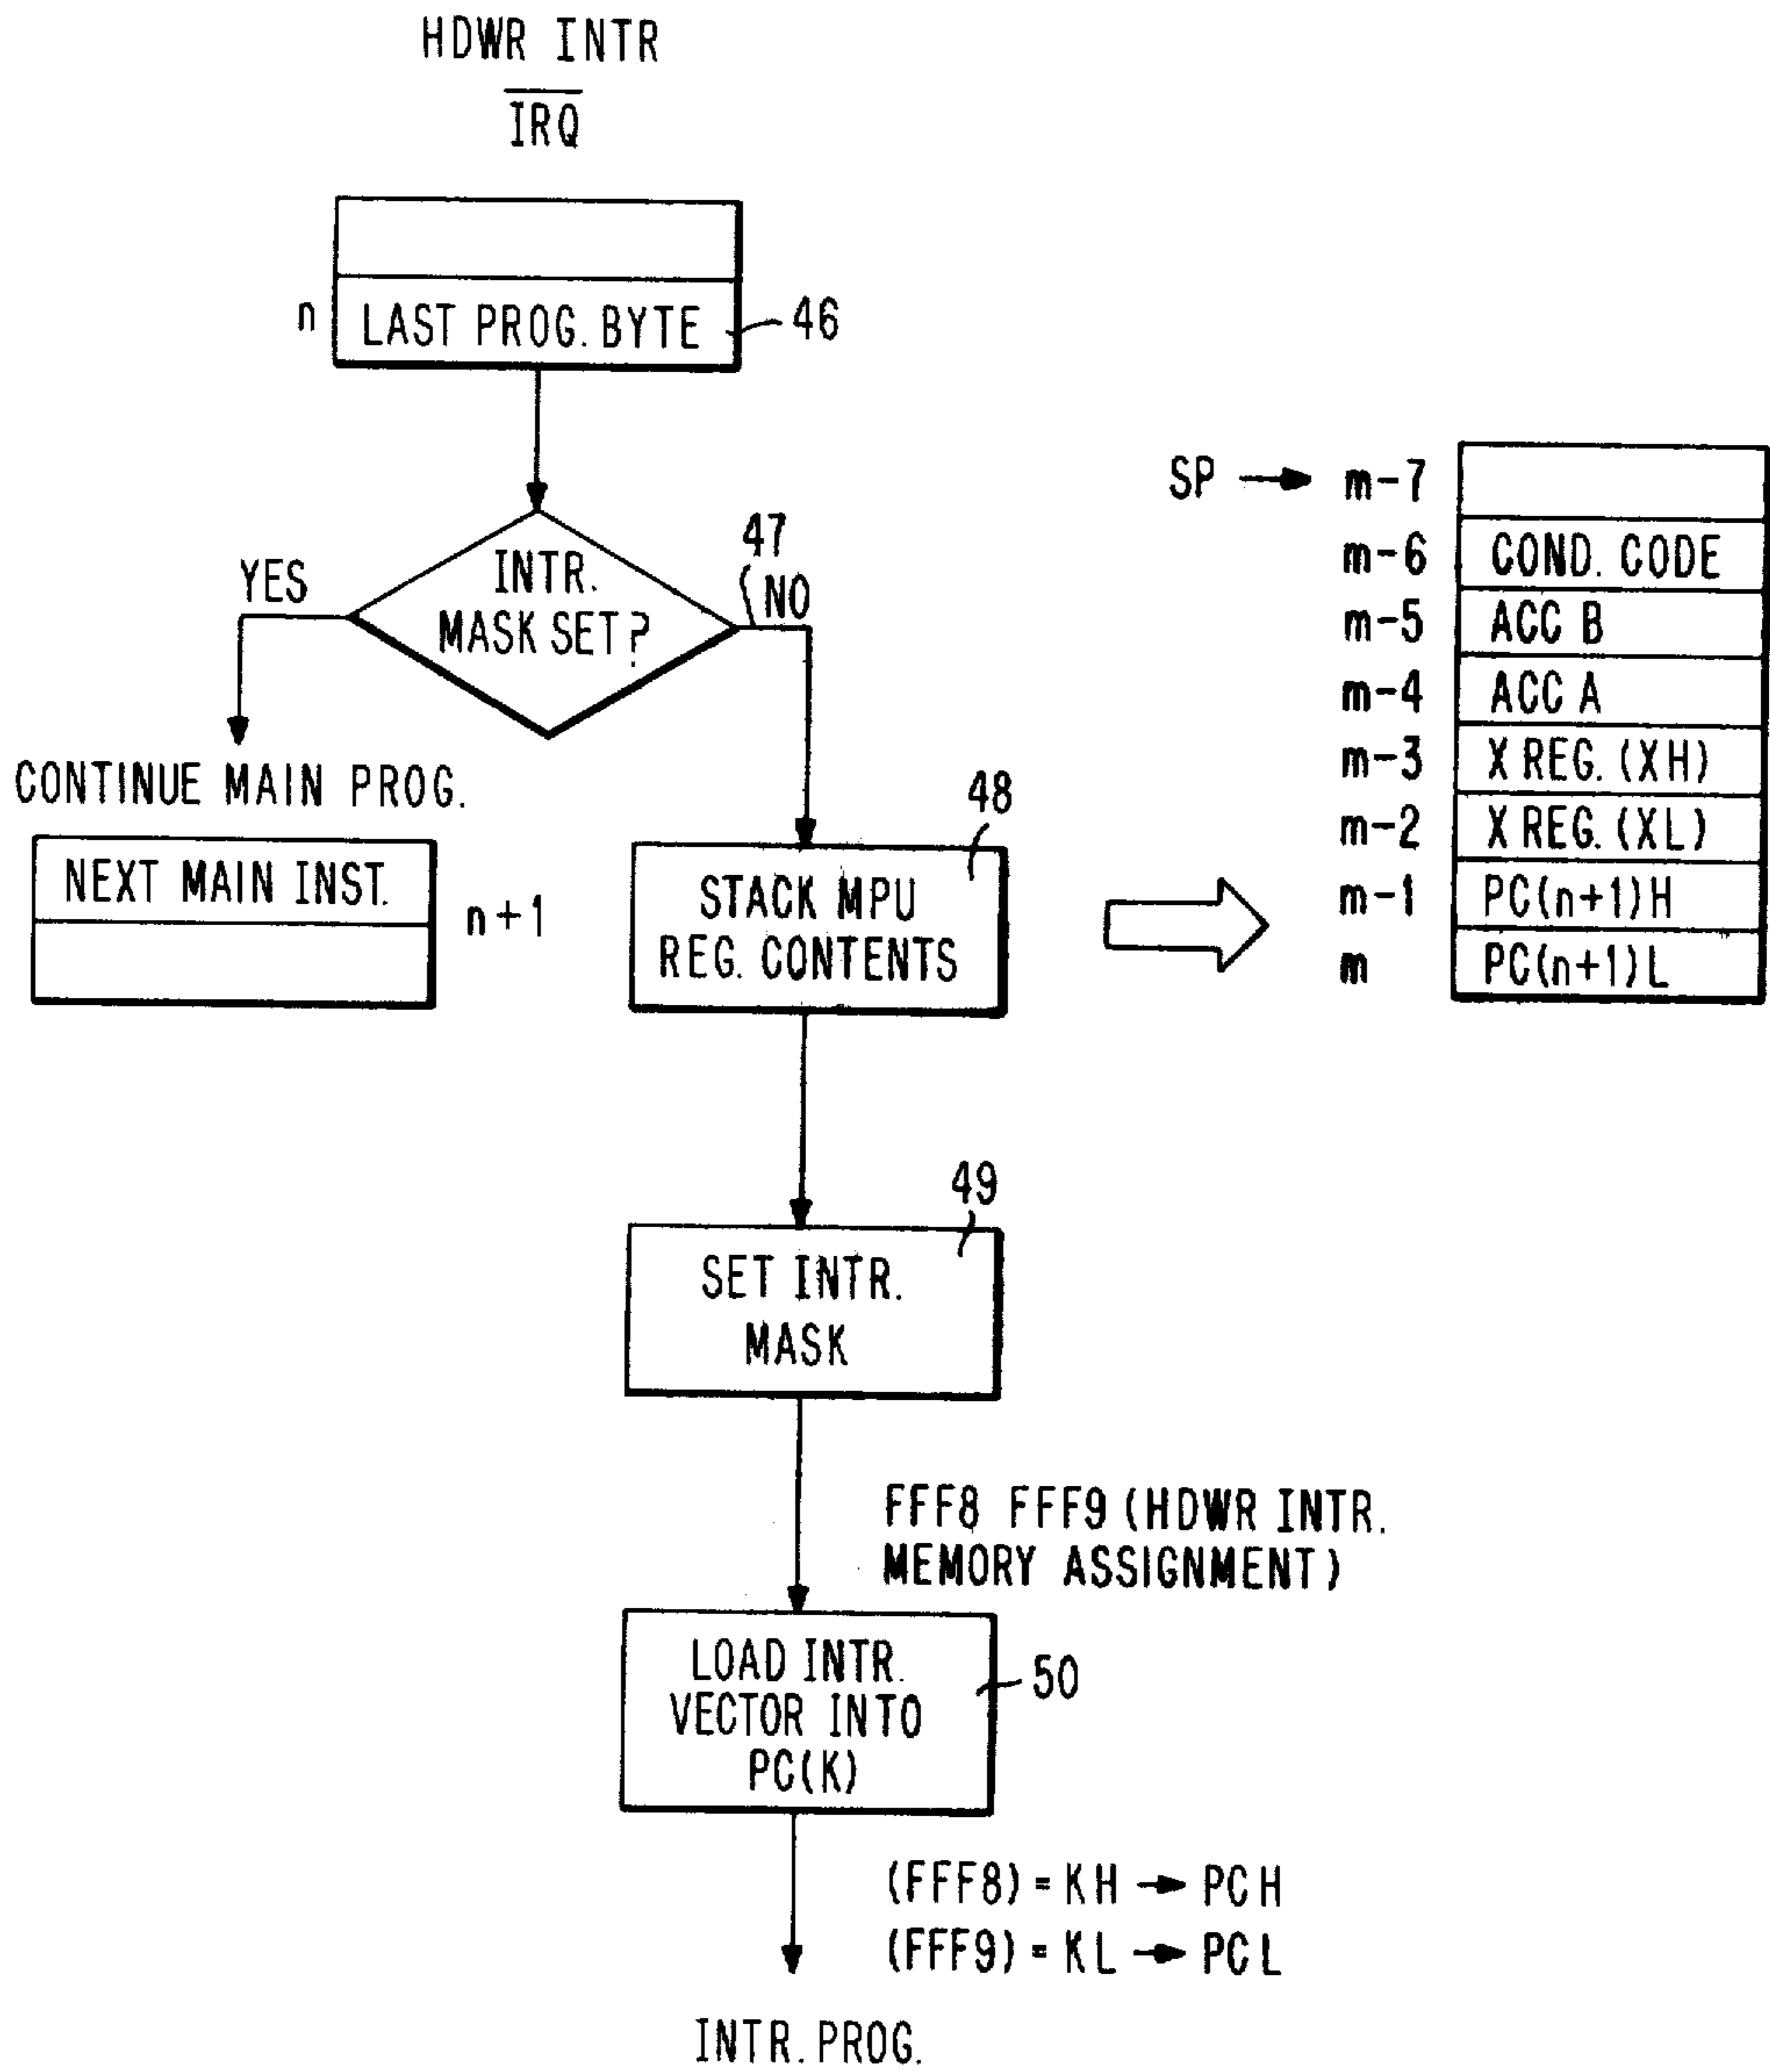 HDWR INTR
IRQ
n LAST PROG. BYTE 46
INTR.
MASK SET?
YES
47
NO
CONTINUE MAIN PROG.
NEXT MAIN INST.
n+1
48
STACK MPU
REG. CONTENTS
SP m-7
m-6 COND. CODE
m-5 ACC B
m-4 ACC A
m-3 X REG. (XH)
m-2 X REG. (XL)
m-1 PC(n+1)H
m PC(n+1)L
49
SET INTR.
MASK
FFF8 FFF9 (HDWR INTR.
MEMORY ASSIGNMENT)
LOAD INTR.
VECTOR INTO
PC(K)
50
(FFF8) = KH → PCH
(FFF9) = KL → PCL
INTR. PROG.